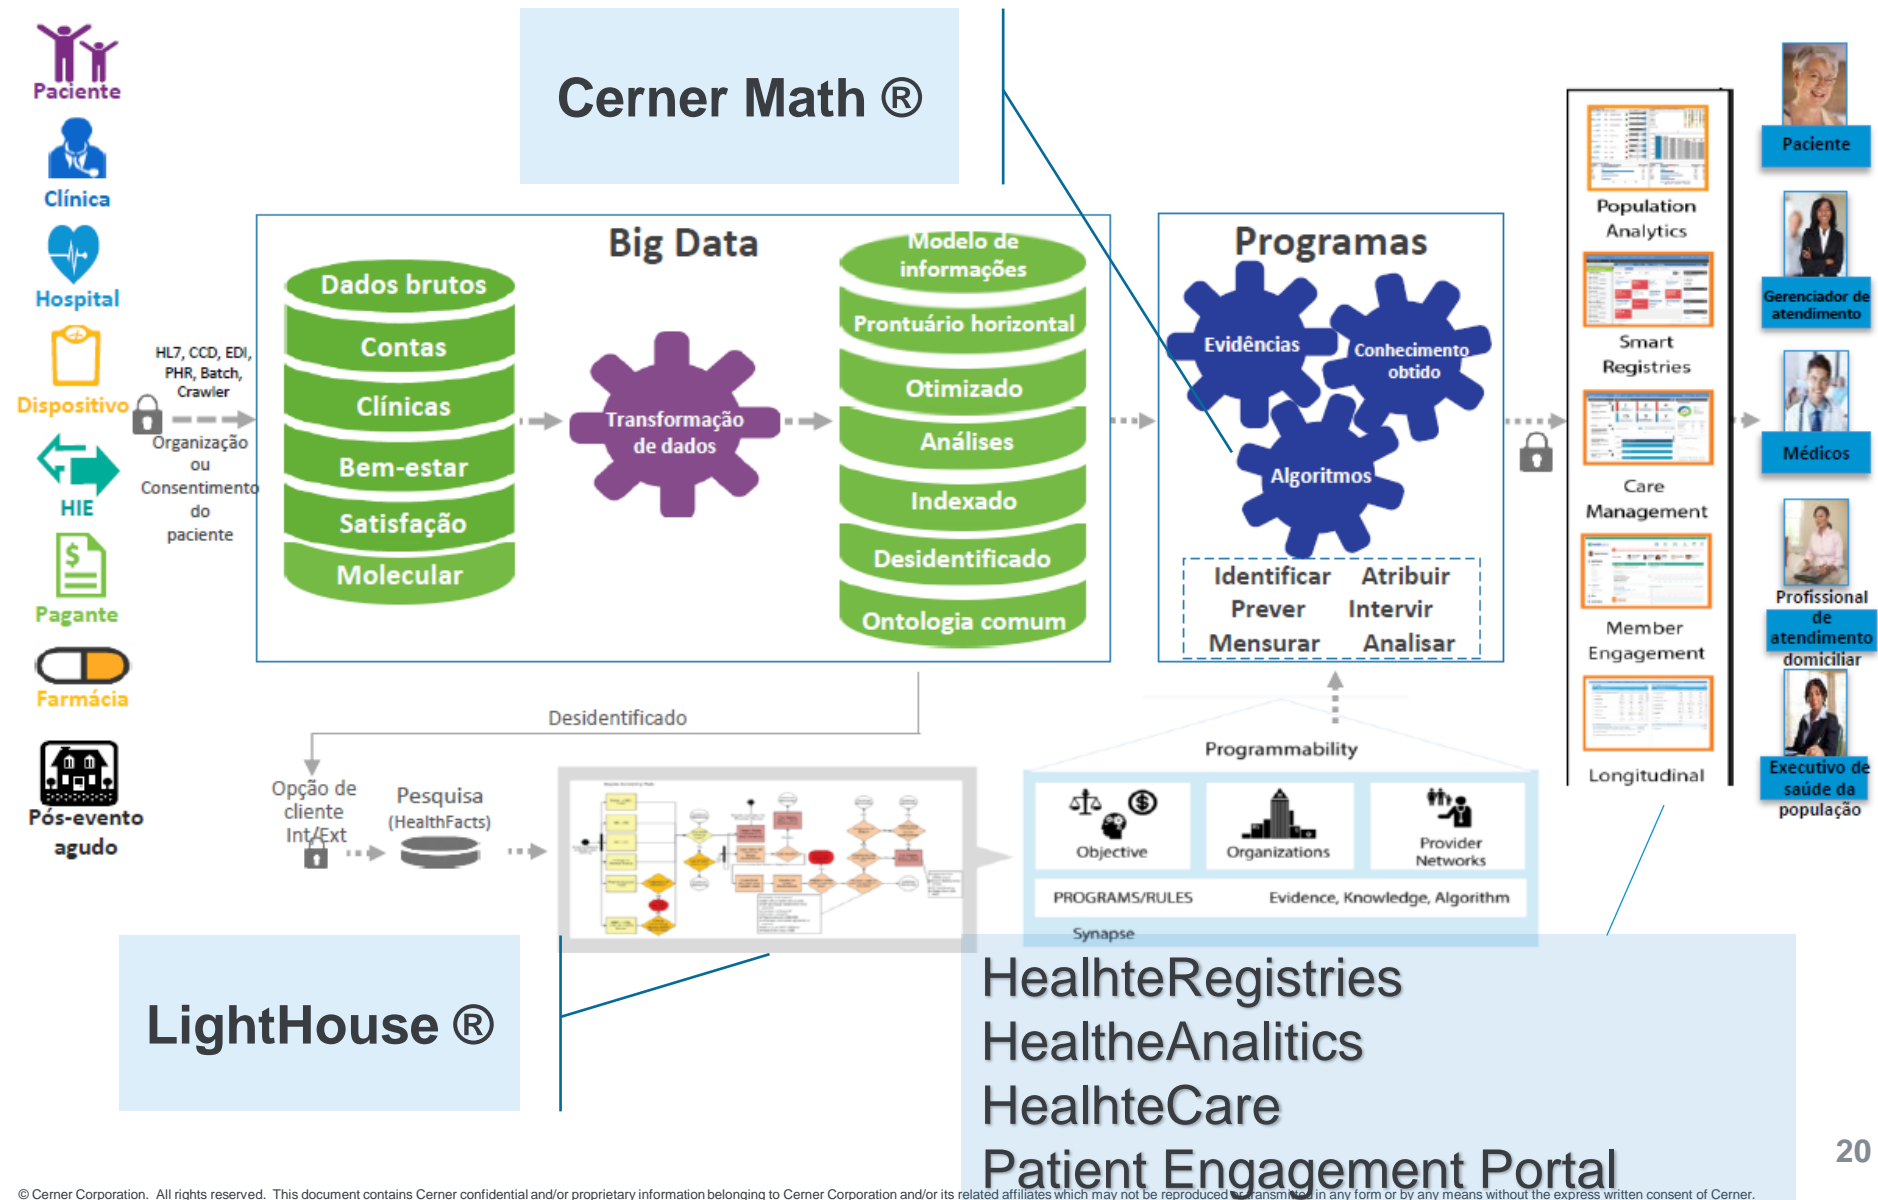 Cerner Math ®
Paciente
Clínica
Hospital
Dispositivo
HIE
Pagante
Farmácia
Pós-evento
agudo
HL7, CCD, EDI,
PHR, Batch,
Crawler
Organização
ou
Consentimento
do
paciente
Big Data
Dados brutos
Contas
Clínicas
Bem-estar
Satisfação
Molecular
Transformação
de dados
Modelo de
informações
Prontuário horizontal
Otimizado
Análises
Indexado
Desidentificado
Ontologia comum
Programas
Evidências
Conhecimento
obtido
Algoritmos
Identificar Atribuir
Prever Intervir
Mensurar Analisar
Population
Analytics
Smart
Registries
Care
Management
Member
Engagement
Longitudinal
Paciente
Gerenciador de
atendimento
Médicos
Profissional
de
atendimento
domiciliar
Executivo de
saúde da
população
Desidentificado
Opção de
cliente
Int/Ext
Pesquisa
(HealthFacts)
Programmability
Objective
Organizations
Provider
Networks
PROGRAMS/RULES Evidence, Knowledge, Algorithm
Synapse
LightHouse ®
HealhteRegistries
HealtheAnalitics
HealhteCare
Patient Engagement Portal
20
© Cerner Corporation. All rights reserved. This document contains Cerner confidential and/or proprietary information belonging to Cerner Corporation and/or its related affiliates which may not be reproduced or transmitted in any form or by any means without the express written consent of Cerner.